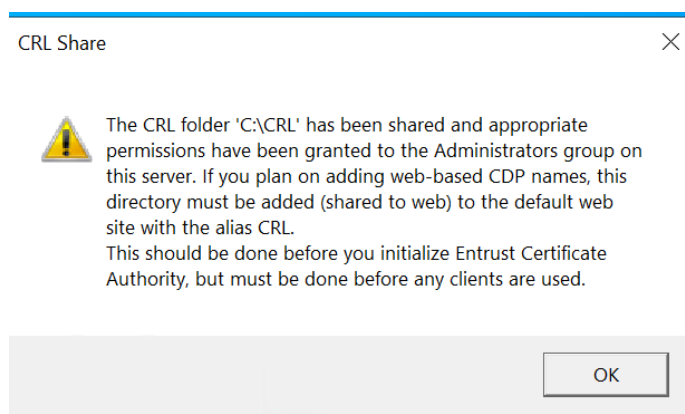 CRL Share
The CRL folder 'C:\CRL' has been shared and appropriate
permissions have been granted to the Administrators group on
this server. If you plan on adding web-based CDP names, this
directory must be added (shared to web) to the default web
site with the alias CRL.
This should be done before you initialize Entrust Certificate
Authority, but must be done before any clients are used.
OK